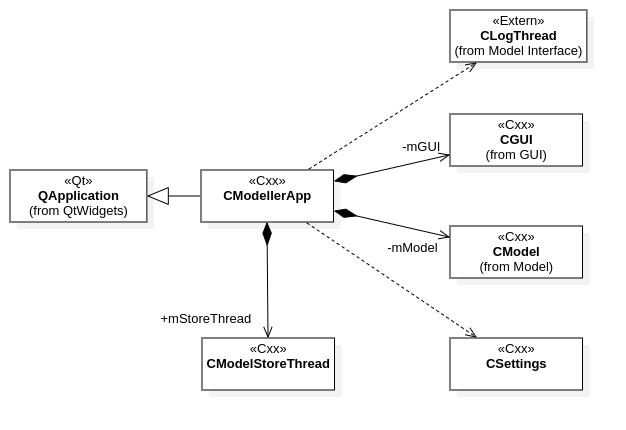 «Extern»
CLogThread
(from Model Interface)
«Cxx»
CGUI
(from GUI)
-mGUI
«Qt»
QApplication
(from QtWidgets)
«Cxx»
CModellerApp
-mModel
«Cxx»
CModel
(from Model)
+mStoreThread
«Cxx»
CModelStoreThread
«Cxx»
CSettings